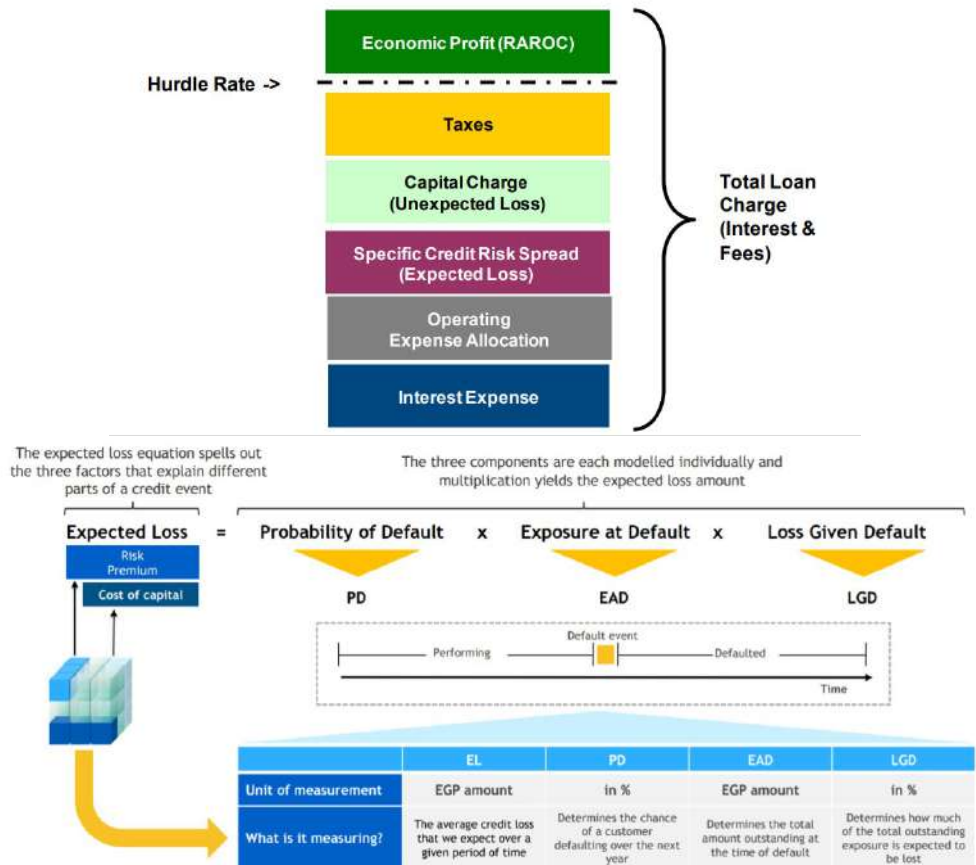 Economic Profit (RAROC)
Hurdle Rate ->
Taxes
Capital Charge
(Unexpected Loss)
Total Loan
Charge
(Interest &
Fees)
Specific Credit Risk Spread
(Expected Loss)
Operating
Expense Allocation
Interest Expense
The expected loss equation spells out
the three factors that explain different
parts of a credit event
The three components are each modelled individually and
multiplication yields the expected loss amount
Expected Loss = Probability of Default x Exposure at Default x Loss Given Default
Risk
Premium
Cost of capital
PD EAD LGD
Default event
Performing Defaulted
Time
EL PD EAD LGD
Unit of measurement EGP amount in % EGP amount in %
What is it measuring?
The average credit loss
that we expect over a
given period of time
Determines the chance
of a customer
defaulting over the next
year
Determines the total
amount outstanding at
the time of default
Determines how much
of the total outstanding
exposure is expected to
be lost